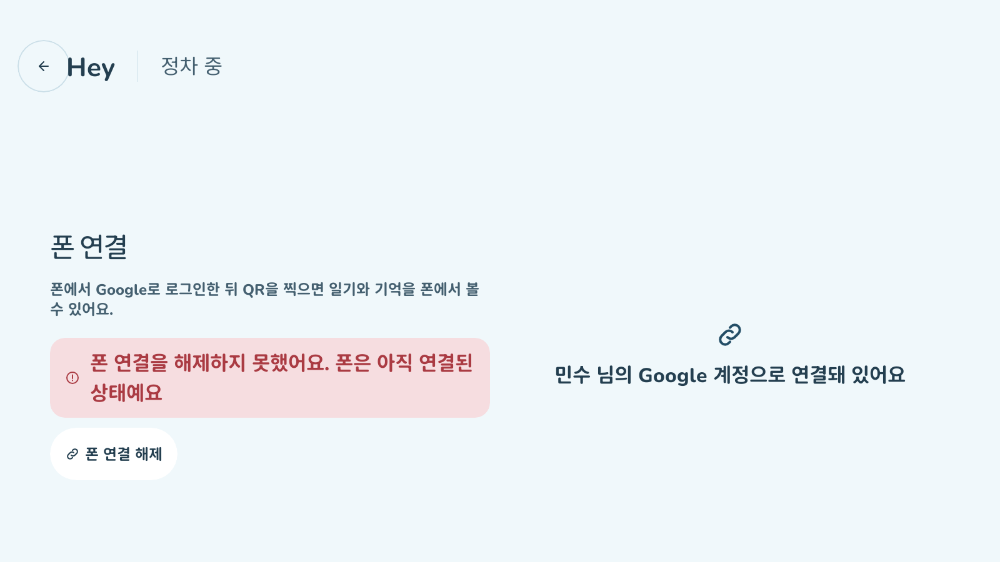 Hey
정차 중
폰 연결
폰에서 Google로 로그인한 뒤 QR을 찍으면 일기와 기억을 폰에서 볼
수 있어요.
폰 연결을 해제하지 못했어요. 폰은 아직 연결된
상태예요
폰 연결 해제
민수 님의 Google 계정으로 연결돼 있어요